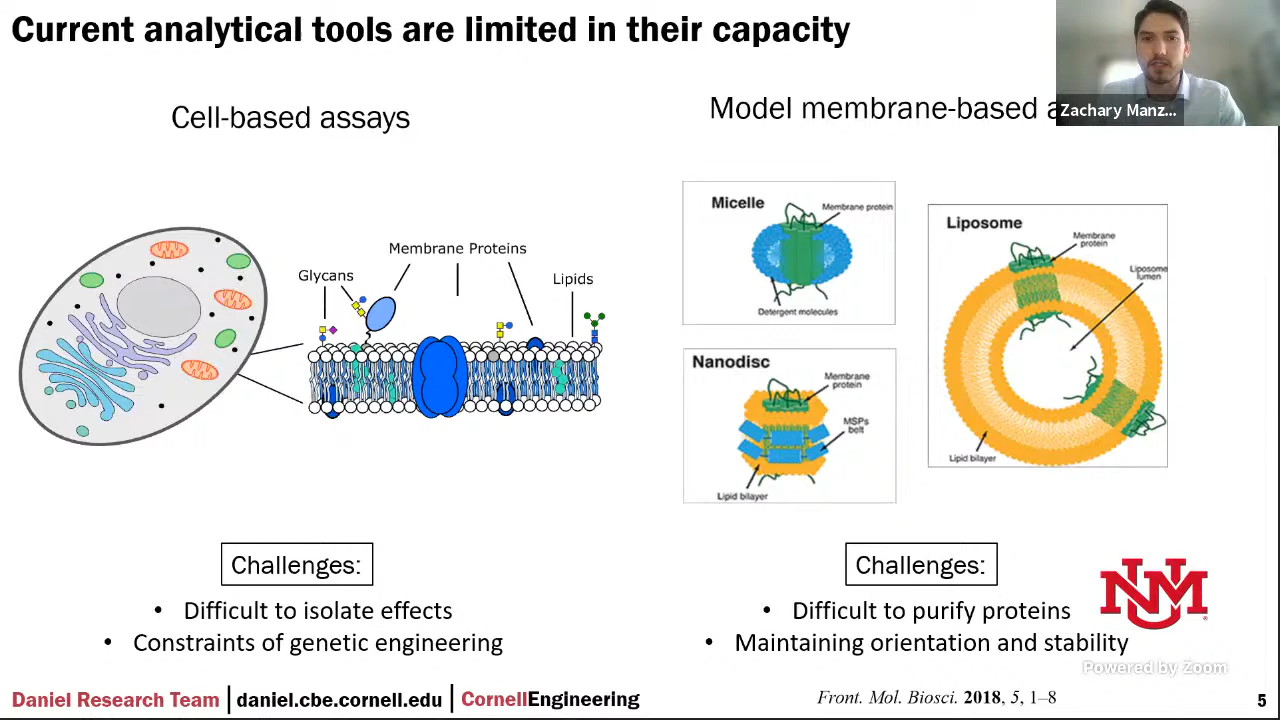 Current analytical tools are limited in their capacity
Zachary Manz...
Cell-based assays
Model membrane-based a
Glycans
Membrane Proteins
Lipids
Micelle
Membrane protein
Detergent molecules
Nanodisc
Membrane
protein
MSPs
belt
Lipid bilayer
Liposome
Membrane
protein
Liposome
lumen
Lipid bilayer
Challenges:
• Difficult to isolate effects
• Constraints of genetic engineering
Challenges:
• Difficult to purify proteins
• Maintaining orientation and stability
UNM
Powered by Zoom
Daniel Research Team | daniel.cbe.cornell.edu | CornellEngineering
Front. Mol. Biosci. 2018, 5, 1–8
5